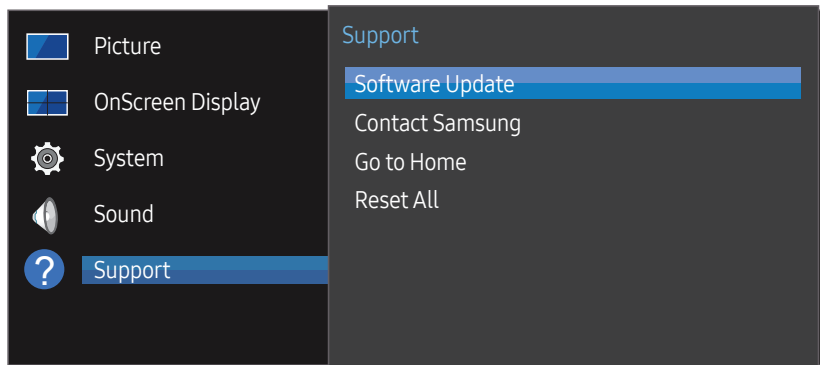 Picture
OnScreen Display
System
Sound
? Support
Support
Software Update
Contact Samsung
Go to Home
Reset All